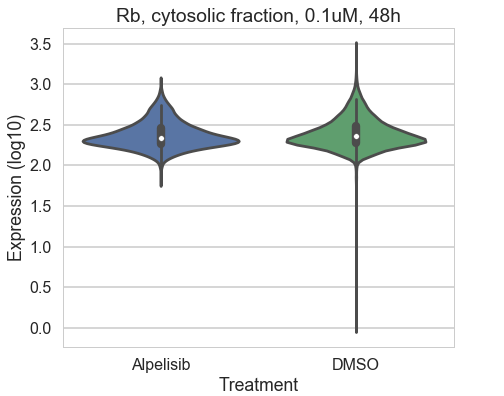 Rb, cytosolic fraction, 0.1uM, 48h
3.5
3.0
2.5
2.0
1.5
1.0
0.5
0.0
Expression (log10)
Alpelisib
DMSO
Treatment